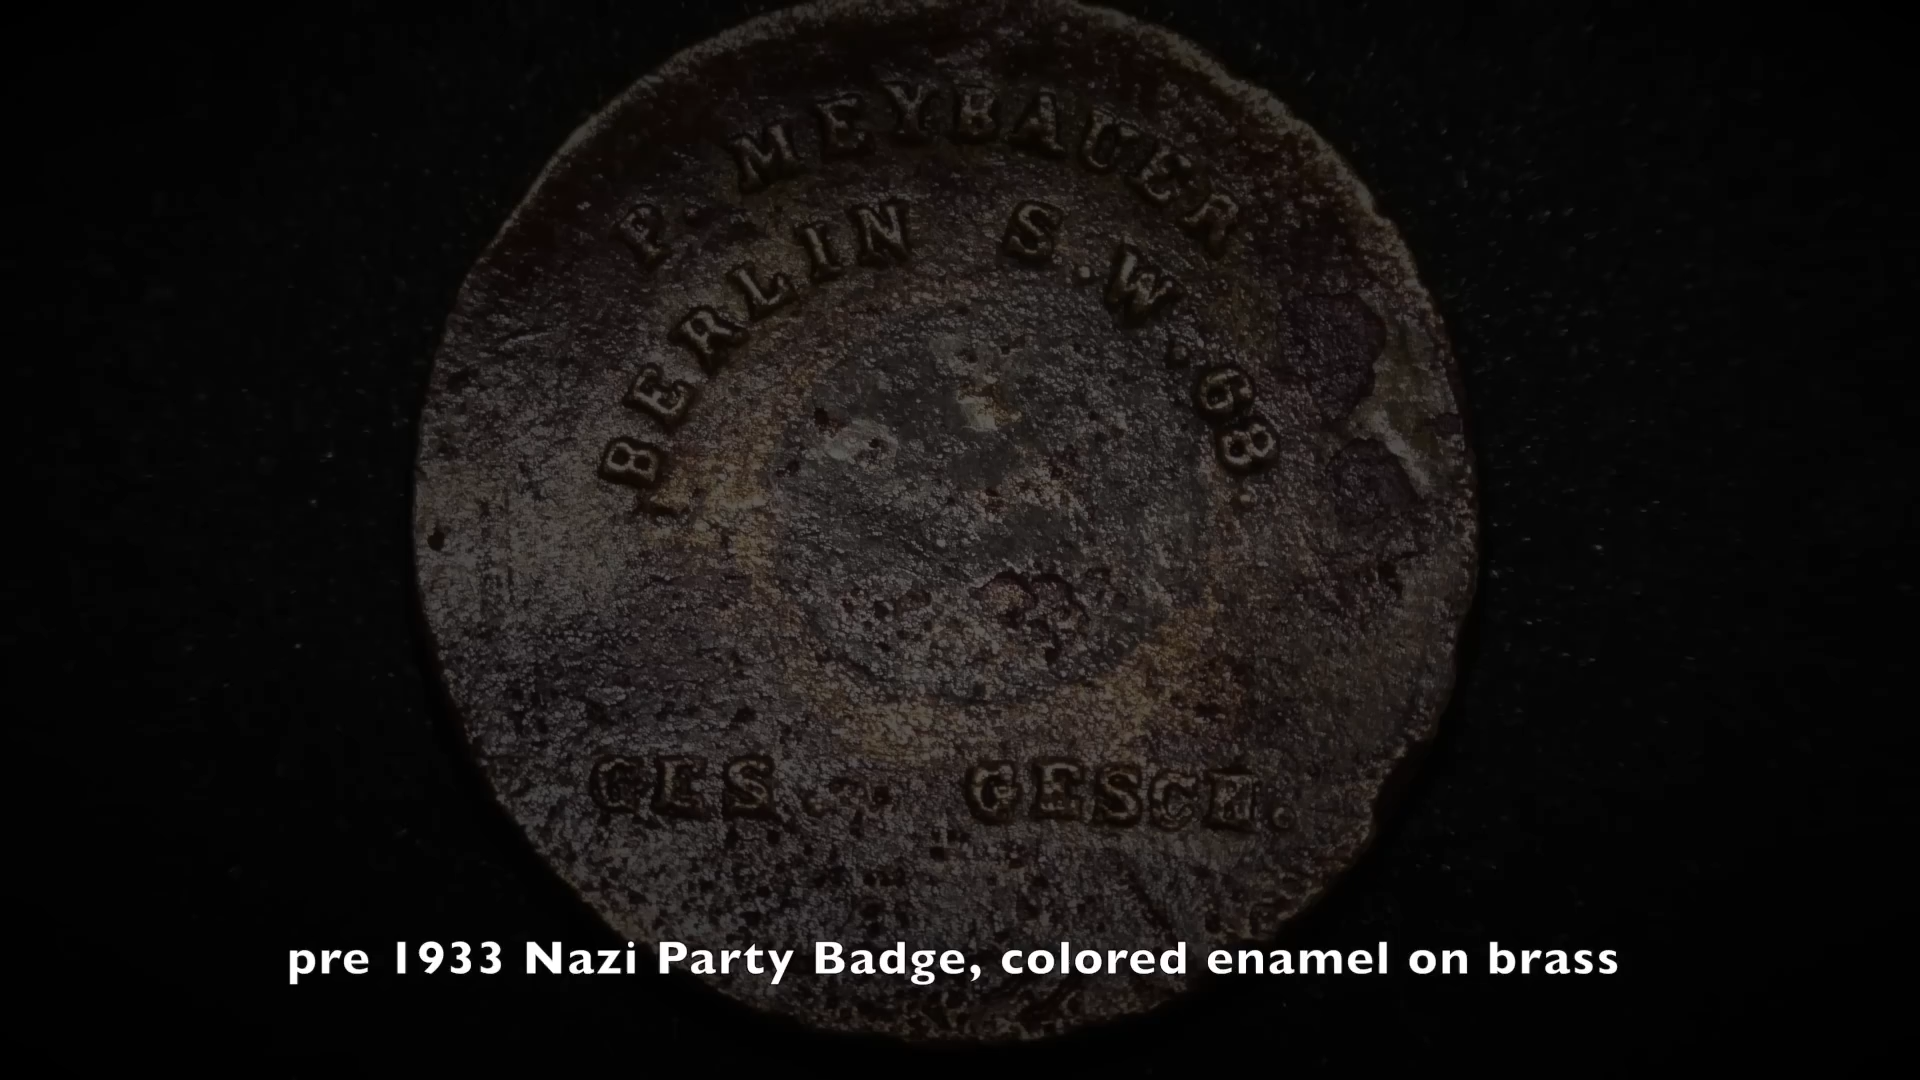 P. MEYBAUER
BERLIN S.W.68.
GES. GESCH.
pre 1933 Nazi Party Badge, colored enamel on brass